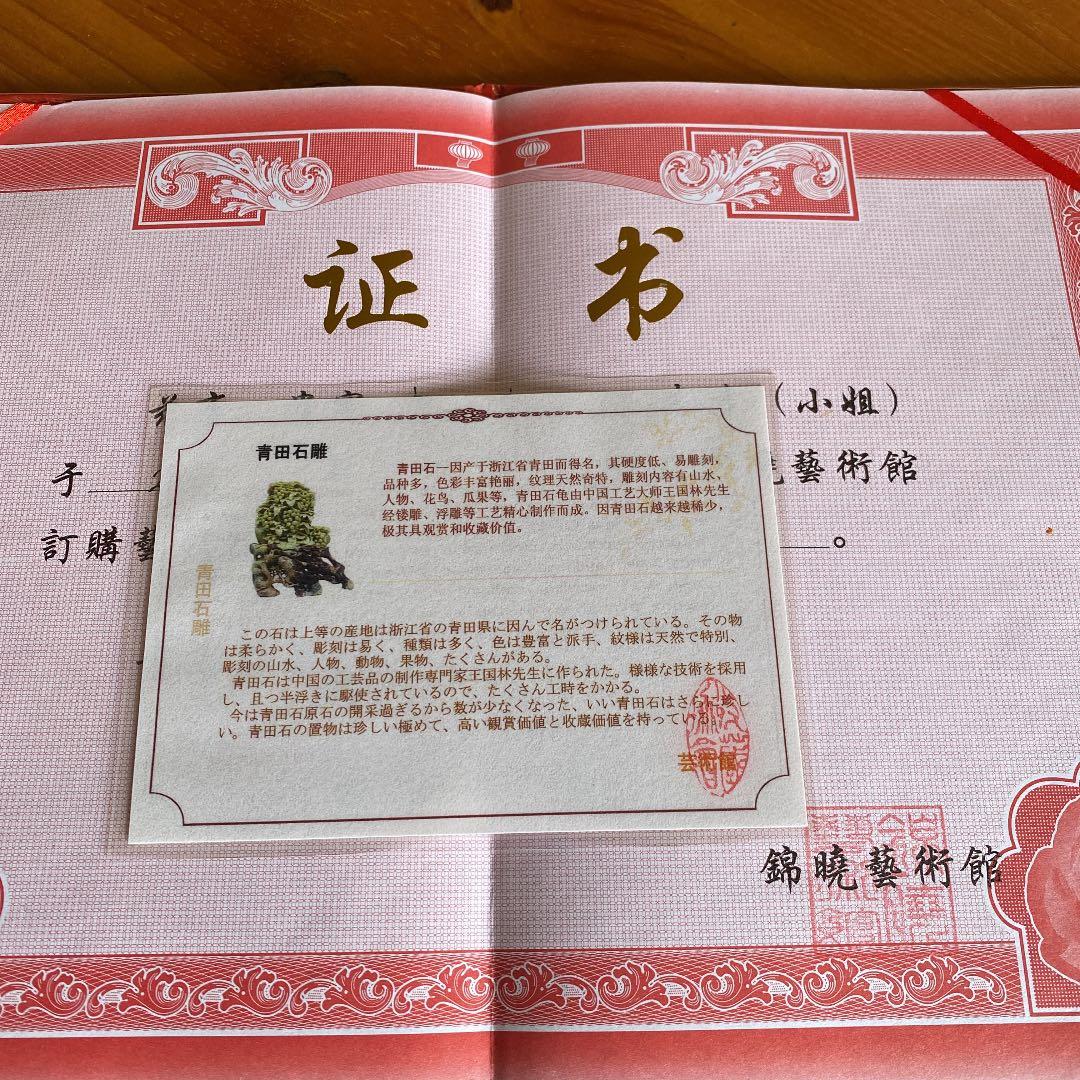 证 书
（小姐）
于
曉藝術館
訂購藝
。
青田石雕
青田石—因产于浙江省青田而得名，其硬度低、易雕刻，
品种多，色彩丰富艳丽，纹理天然奇特，雕刻内容有山水、
人物、花鸟、瓜果等，青田石龟由中国工艺大师王国林先生
经镂雕、浮雕等工艺精心制作而成。因青田石越来越稀少，
极其具观赏和收藏价值。
青田石雕
この石は上等の産地は浙江省の青田県に因んで名がつけられている。その物
は柔らかく、彫刻は易く、種類は多く、色は豊富と派手、紋様は天然で特別、
彫刻の山水、人物、動物、果物、たくさんがある。
青田石は中国の工芸品の制作専門家王国林先生に作られた。様様な技術を採用
し、且つ半浮きに駆使されているので、たくさん工時をかかる。
今は青田石原石の開采過ぎるから数が少なくなった、いい青田石はさらに珍し
い。青田石の置物は珍しい極めて、高い観賞価値と收蔵価値を持っている。
芸術館
錦曉藝術館